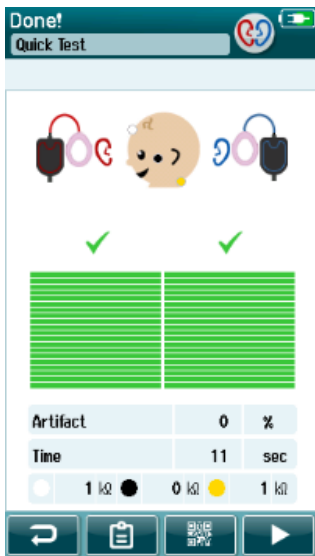 Done!
Quick Test
Artifact 0 %
Time 11 sec
1 kΩ 0 kΩ 1 kΩ